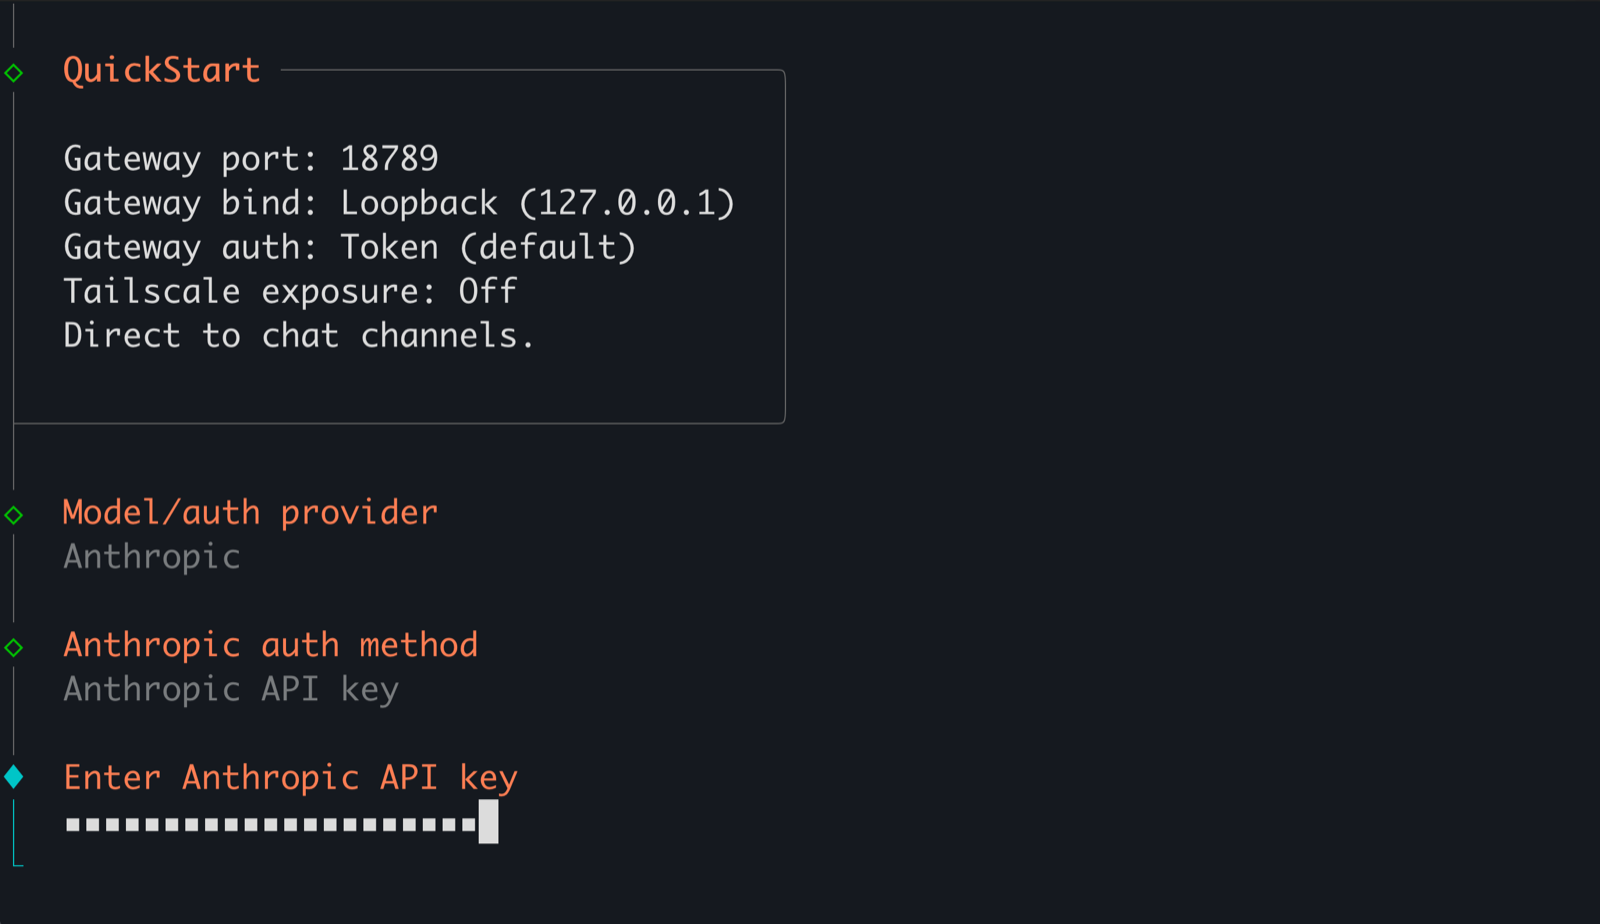 QuickStart
Gateway port: 18789
Gateway bind: Loopback (127.0.0.1)
Gateway auth: Token (default)
Tailscale exposure: Off
Direct to chat channels.
Model/auth provider
Anthropic
Anthropic auth method
Anthropic API key
Enter Anthropic API key
▪▪▪▪▪▪▪▪▪▪▪▪▪▪▪▪▪▪▪▪▪